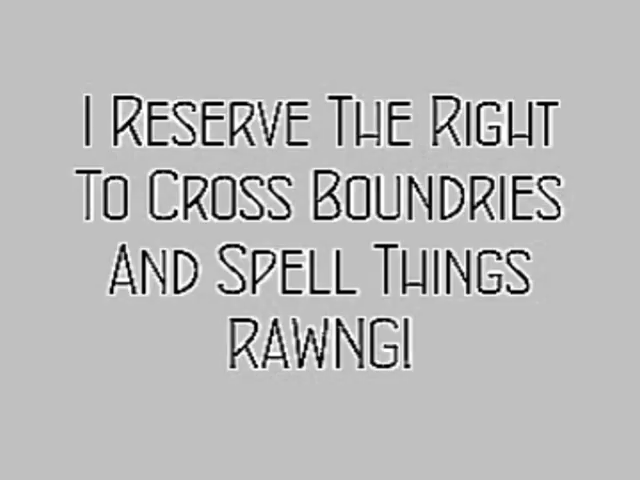 I Reserve The Right
To Cross Boundries
And Spell Things
RAWNG!